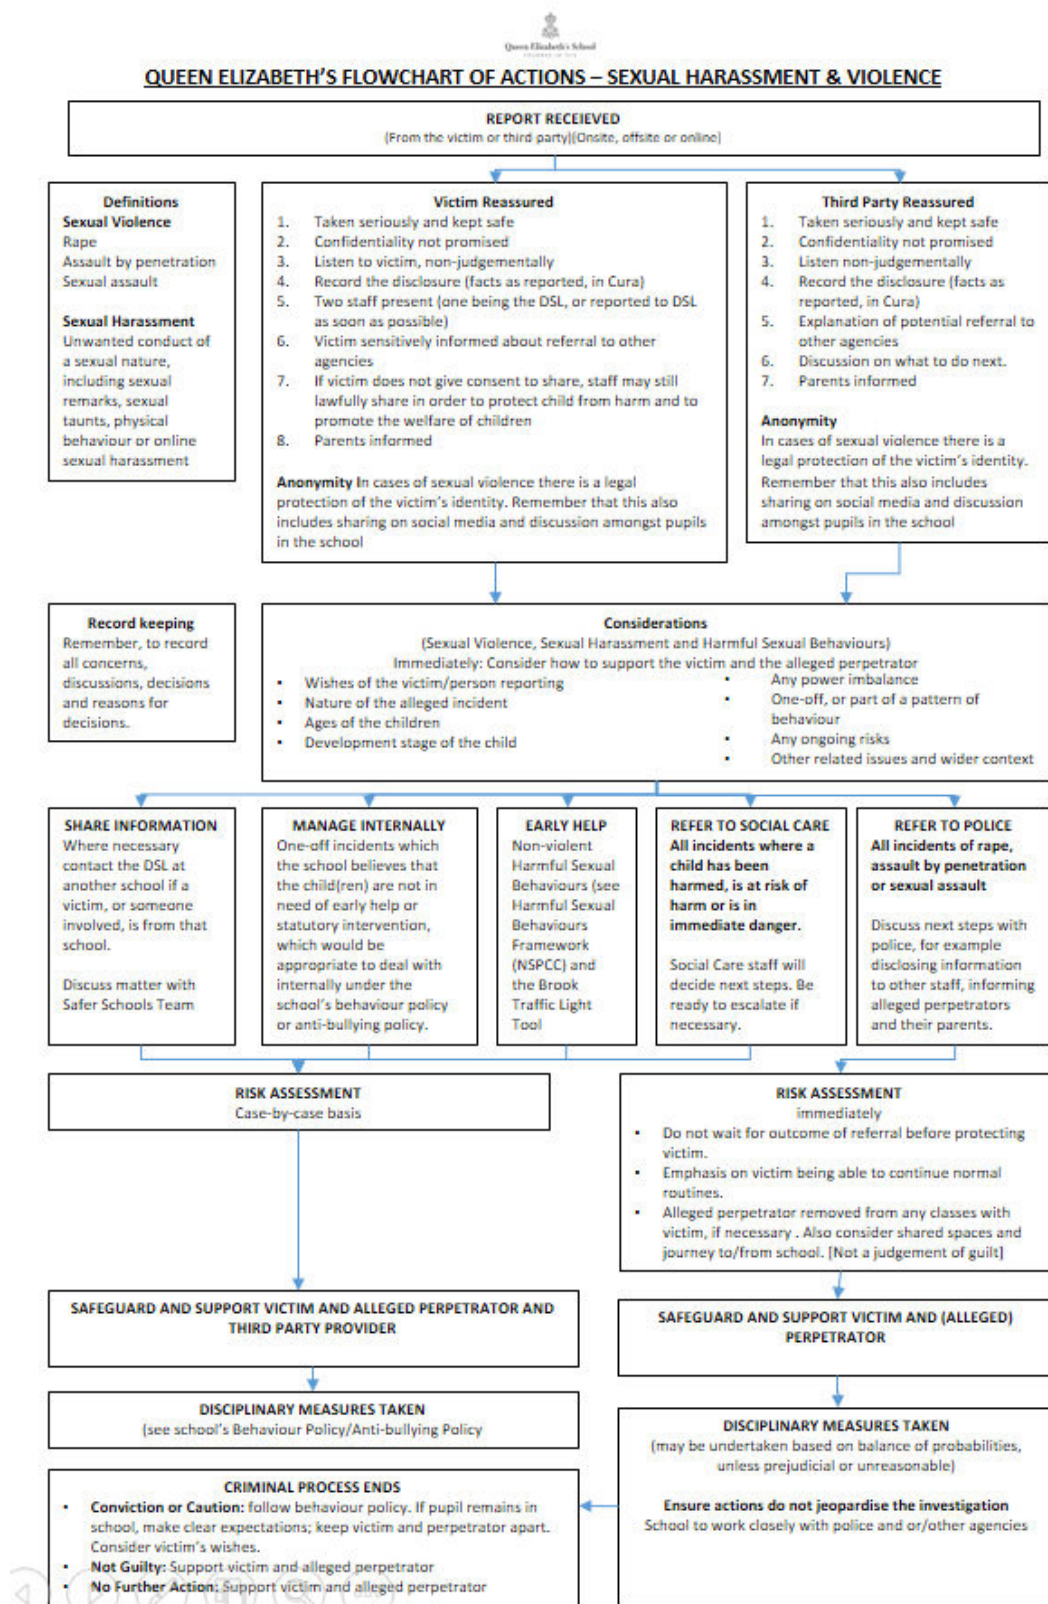 Queen Elizabeth's School
QUEEN ELIZABETH'S FLOWCHART OF ACTIONS – SEXUAL HARASSMENT & VIOLENCE
REPORT RECEIEVED
(From the victim or third party)(Onsite, offsite or online)
Definitions
Sexual Violence
Rape
Assault by penetration
Sexual assault
Sexual Harassment
Unwanted conduct of
a sexual nature,
including sexual
remarks, sexual
taunts, physical
behaviour or online
sexual harassment
Victim Reassured
1. Taken seriously and kept safe
2. Confidentiality not promised
3. Listen to victim, non-judgementally
4. Record the disclosure (facts as reported, in Cura)
5. Two staff present (one being the DSL, or reported to DSL
as soon as possible)
6. Victim sensitively informed about referral to other
agencies
7. If victim does not give consent to share, staff may still
lawfully share in order to protect child from harm and to
promote the welfare of children
8. Parents informed
Anonymity In cases of sexual violence there is a legal
protection of the victim's identity. Remember that this also
includes sharing on social media and discussion amongst pupils
in the school
Third Party Reassured
1. Taken seriously and kept safe
2. Confidentiality not promised
3. Listen non-judgementally
4. Record the disclosure (facts as
reported, in Cura)
5. Explanation of potential referral to
other agencies
6. Discussion on what to do next.
7. Parents informed
Anonymity
In cases of sexual violence there is a
legal protection of the victim's identity.
Remember that this also includes
sharing on social media and discussion
amongst pupils in the school
Record keeping
Remember, to record
all concerns,
discussions, decisions
and reasons for
decisions.
Considerations
(Sexual Violence, Sexual Harassment and Harmful Sexual Behaviours)
Immediately: Consider how to support the victim and the alleged perpetrator
▪ Wishes of the victim/person reporting
▪ Nature of the alleged incident
▪ Ages of the children
▪ Development stage of the child
▪ Any power imbalance
▪ One-off, or part of a pattern of
behaviour
▪ Any ongoing risks
▪ Other related issues and wider context
SHARE INFORMATION
Where necessary
contact the DSL at
another school if a
victim, or someone
involved, is from that
school.
Discuss matter with
Safer Schools Team
MANAGE INTERNALLY
One-off incidents which
the school believes that
the child(ren) are not in
need of early help or
statutory intervention,
which would be
appropriate to deal with
internally under the
school's behaviour policy
or anti-bullying policy.
EARLY HELP
Non-violent
Harmful Sexual
Behaviours (see
Harmful Sexual
Behaviours
Framework
(NSPCC) and
the Brook
Traffic Light
Tool
REFER TO SOCIAL CARE
All incidents where a
child has been
harmed, is at risk of
harm or is in
immediate danger.
Social Care staff will
decide next steps. Be
ready to escalate if
necessary.
REFER TO POLICE
All incidents of rape,
assault by penetration
or sexual assault
Discuss next steps with
police, for example
disclosing information
to other staff, informing
alleged perpetrators
and their parents.
RISK ASSESSMENT
Case-by-case basis
RISK ASSESSMENT
immediately
▪ Do not wait for outcome of referral before protecting
victim.
▪ Emphasis on victim being able to continue normal
routines.
▪ Alleged perpetrator removed from any classes with
victim, if necessary . Also consider shared spaces and
journey to/from school. [Not a judgement of guilt]
SAFEGUARD AND SUPPORT VICTIM AND ALLEGED PERPETRATOR AND
THIRD PARTY PROVIDER
SAFEGUARD AND SUPPORT VICTIM AND (ALLEGED)
PERPETRATOR
DISCIPLINARY MEASURES TAKEN
(see school's Behaviour Policy/Anti-bullying Policy
DISCIPLINARY MEASURES TAKEN
(may be undertaken based on balance of probabilities,
unless prejudicial or unreasonable)
Ensure actions do not jeopardise the investigation
School to work closely with police and or/other agencies
CRIMINAL PROCESS ENDS
▪ Conviction or Caution: follow behaviour policy. If pupil remains in
school, make clear expectations; keep victim and perpetrator apart.
Consider victim's wishes.
▪ Not Guilty: Support victim and alleged perpetrator
▪ No Further Action: Support victim and alleged perpetrator